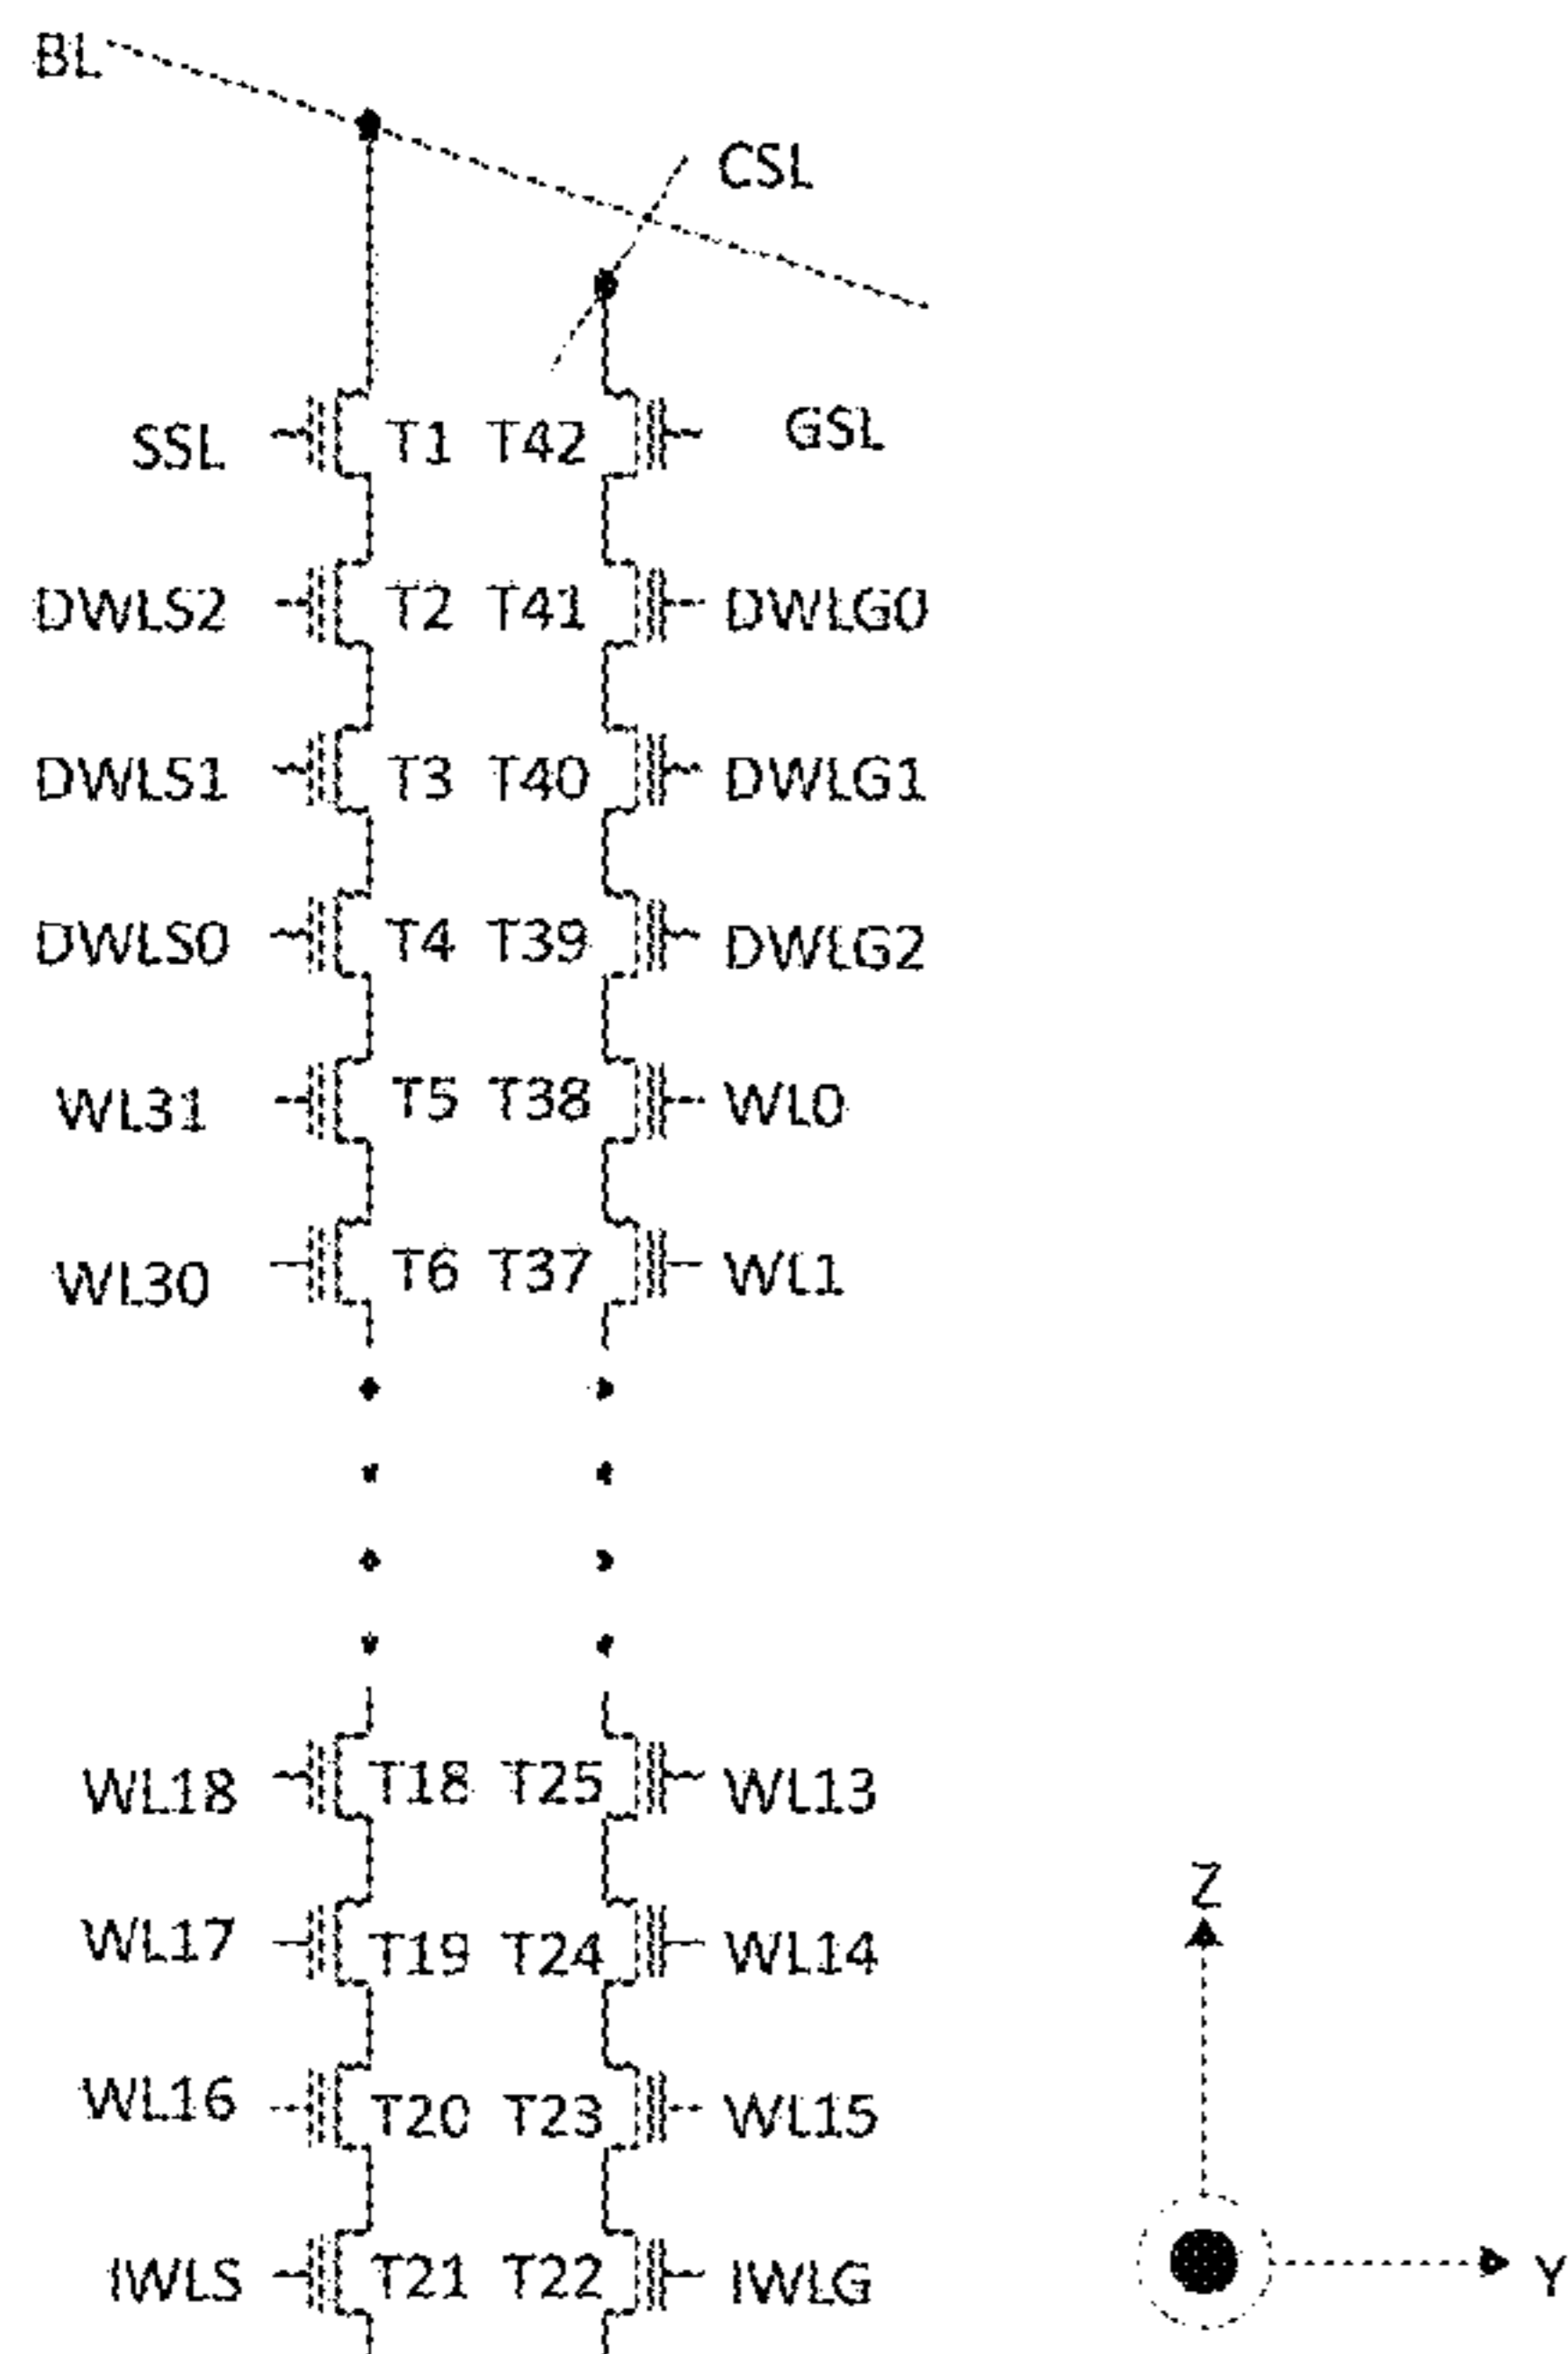 BL
CSL
SSL T1 T42 GSL
DWLS2 T2 T41 DWLG0
DWLS1 T3 T40 DWLG1
DWLS0 T4 T39 DWLG2
WL31 T5 T38 WL0
WL30 T6 T37 WL1
WL18 T18 T25 WL13
WL17 T19 T24 WL14
WL16 T20 T23 WL15
IWLS T21 T22 IWLG
Z
Y